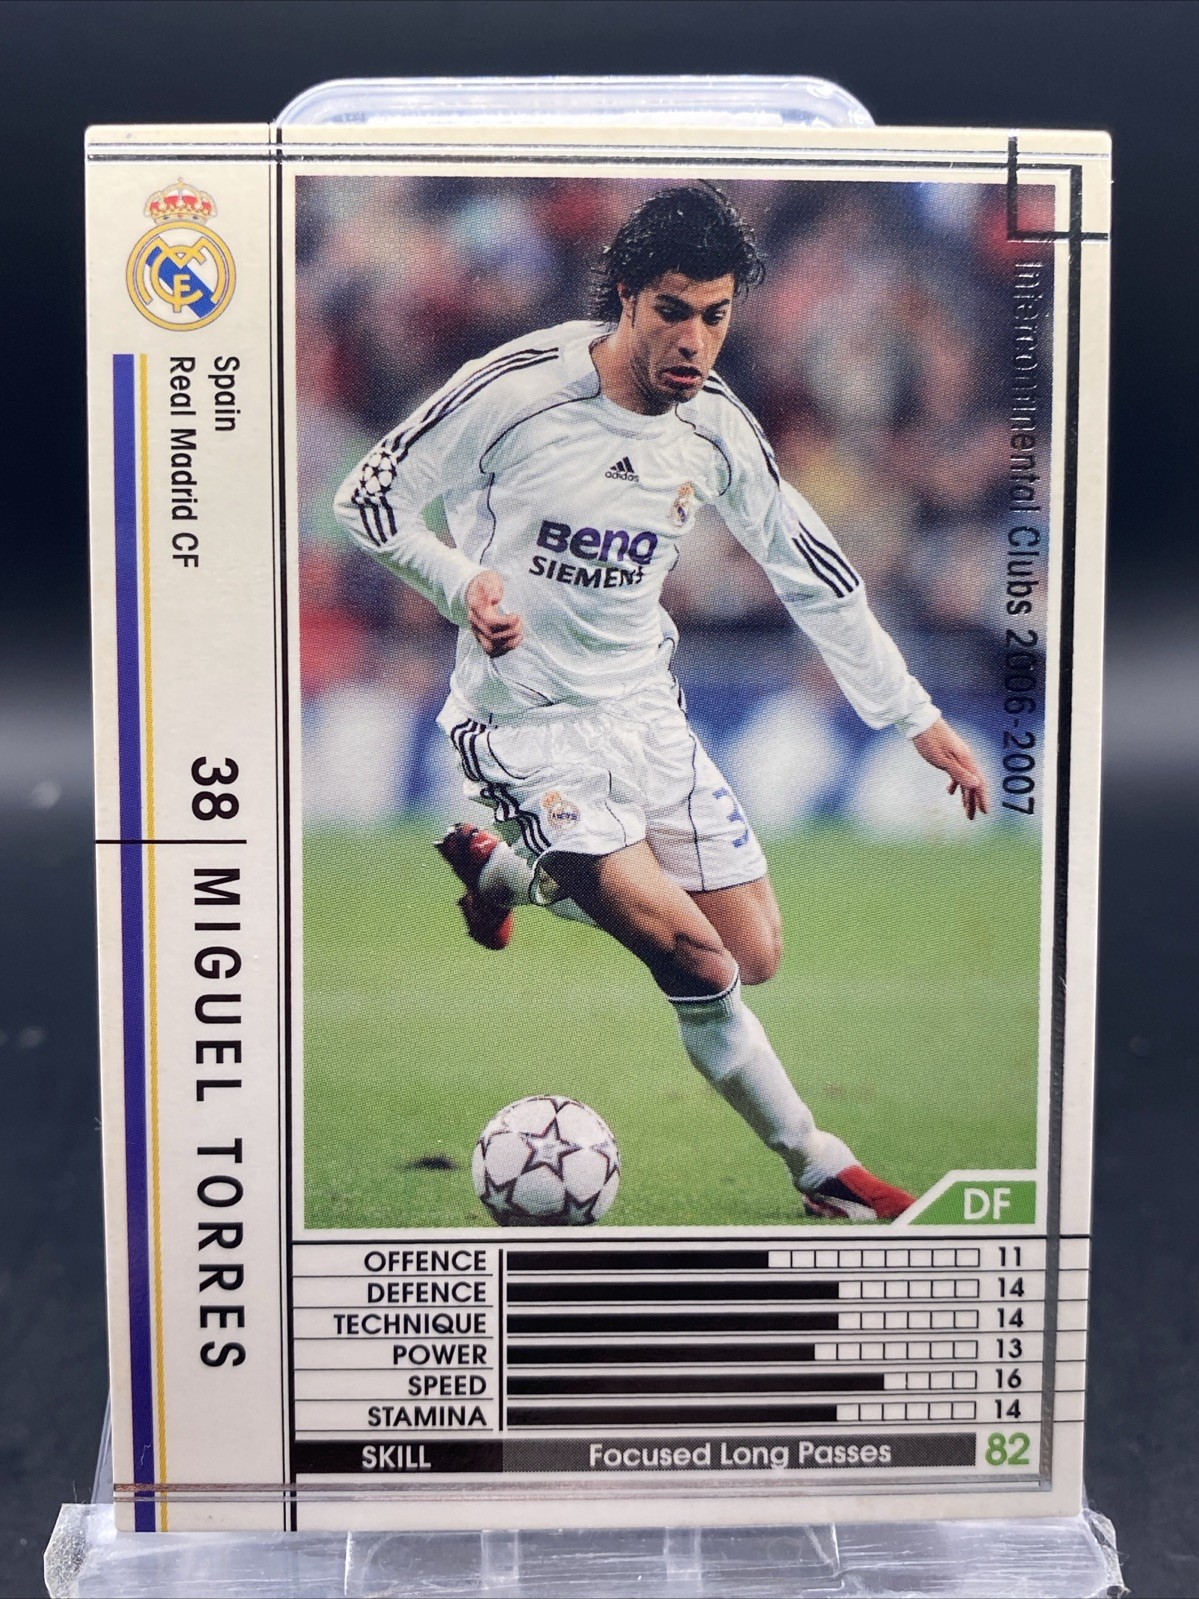 Spain
Real Madrid CF
38 MIGUEL TORRES
Intercontinental Clubs 2006-2007
adidas
BenQ
SIEMENS
3
DF
OFFENCE 11
DEFENCE 14
TECHNIQUE 14
POWER 13
SPEED 16
STAMINA 14
SKILL Focused Long Passes 82